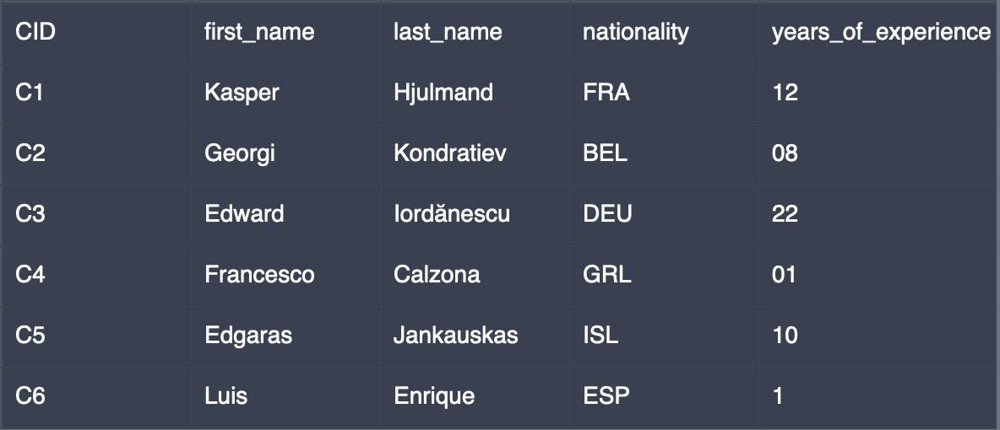 CID first_name last_name nationality years_of_experience
C1 Kasper Hjulmand FRA 12
C2 Georgi Kondratiev BEL 08
C3 Edward Iordănescu DEU 22
C4 Francesco Calzona GRL 01
C5 Edgaras Jankauskas ISL 10
C6 Luis Enrique ESP 1